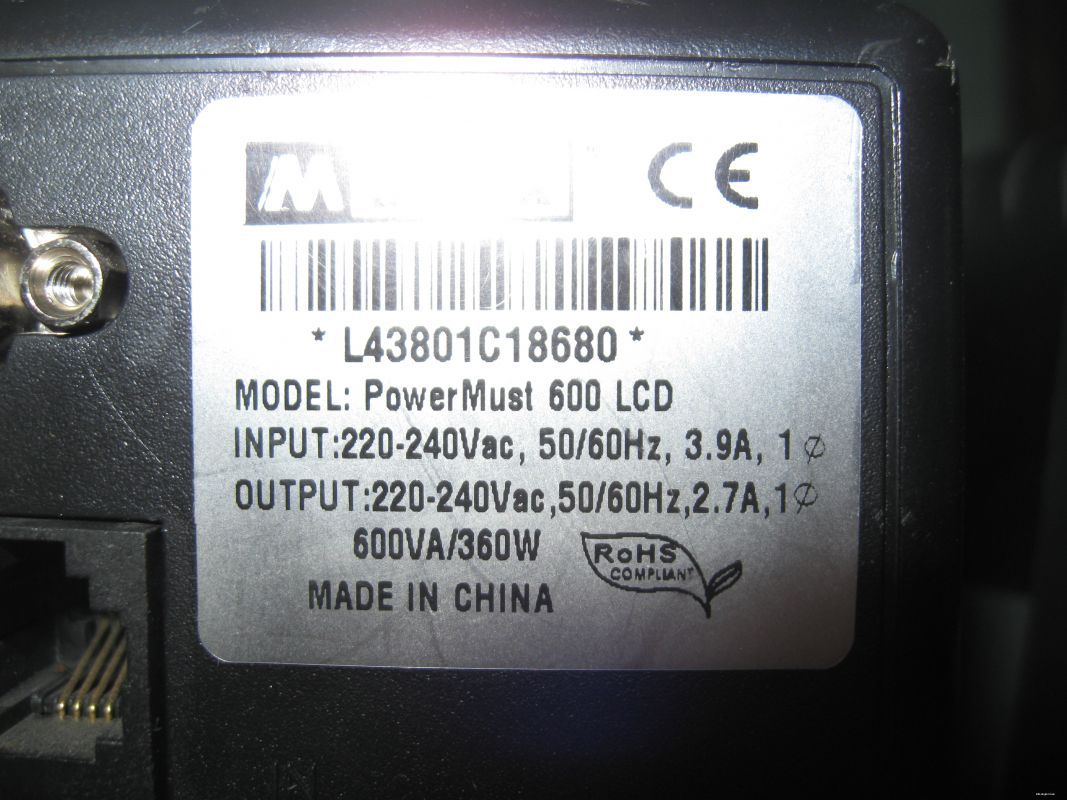 M
CE
* L43801C18680 *
MODEL: PowerMust 600 LCD
INPUT:220-240Vac, 50/60Hz, 3.9A, 1∅
OUTPUT:220-240Vac,50/60Hz,2.7A,1∅
600VA/360W
RoHS
COMPLIANT
MADE IN CHINA